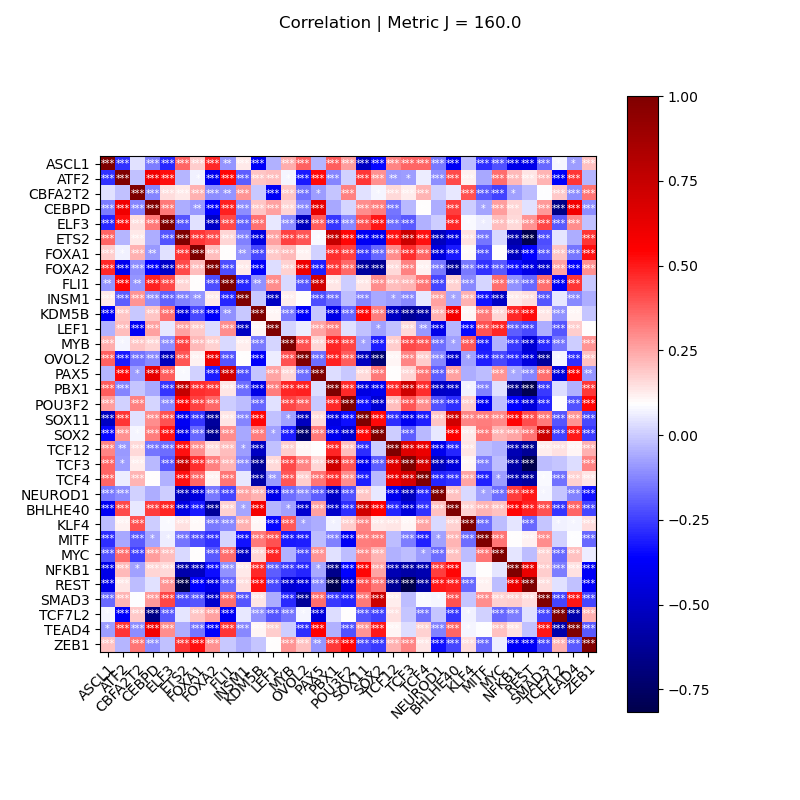 Correlation | Metric J = 160.0
ASCL1
ATF2
CBFA2T2
CEBPD
ELF3
ETS2
FOXA1
FOXA2
FLI1
INSM1
KDM5B
LEF1
MYB
OVOL2
PAX5
PBX1
POU3F2
SOX11
SOX2
TCF12
TCF3
TCF4
NEUROD1
BHLHE40
KLF4
MITF
MYC
NFKB1
REST
SMAD3
TCF7L2
TEAD4
ZEB1
ASCL1
ATF2
CBFA2T2
CEBPD
ELF3
ETS2
FOXA1
FOXA2
FLI1
INSM1
KDM5B
LEF1
MYB
OVOL2
PAX5
PBX1
POU3F2
SOX11
SOX2
TCF12
TCF3
TCF4
NEUROD1
BHLHE40
KLF4
MITF
MYC
NFKB1
REST
SMAD3
TCF7L2
TEAD4
ZEB1
1.00
0.75
0.50
0.25
0.00
−0.25
−0.50
−0.75